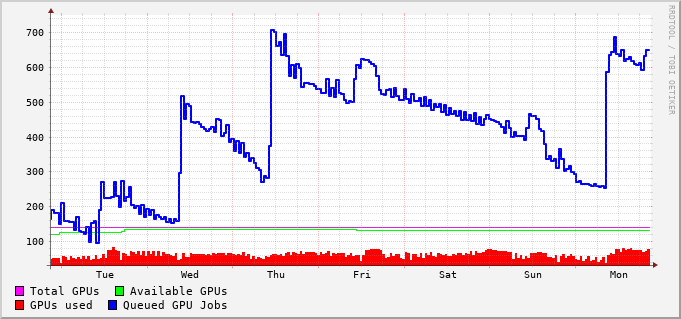 700
600
500
400
300
200
100
Tue Wed Thu Fri Sat Sun Mon
Total GPUs Available GPUs
GPUs used Queued GPU Jobs
RRDTOOL / TOBI OETIKER